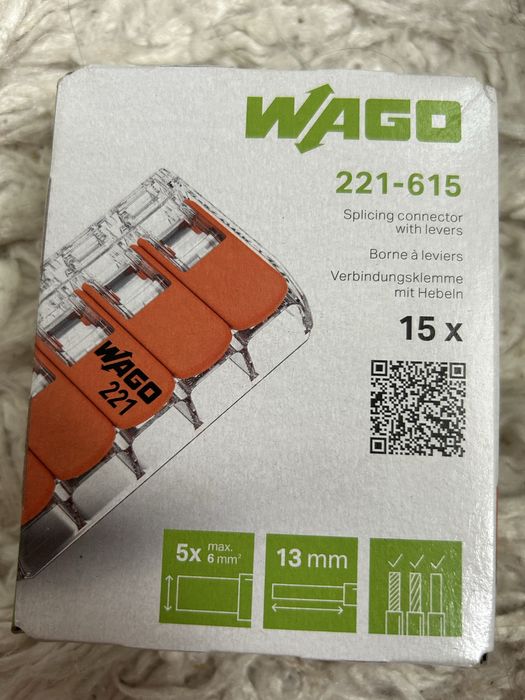 WAGO
221-615
Splicing connector
with levers
Borne à leviers
Verbindungsklemme
mit Hebeln
15 x
WAGO
221
5x max.
6 mm²
13 mm